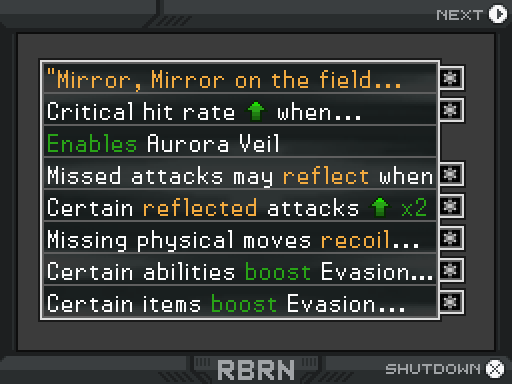 NEXT
"Mirror, Mirror on the field...
Critical hit rate ↑ when...
Enables Aurora Veil
Missed attacks may reflect when
Certain reflected attacks ↑ x2
Missing physical moves recoil...
Certain abilities boost Evasion...
Certain items boost Evasion...
RBRN
SHUTDOWN